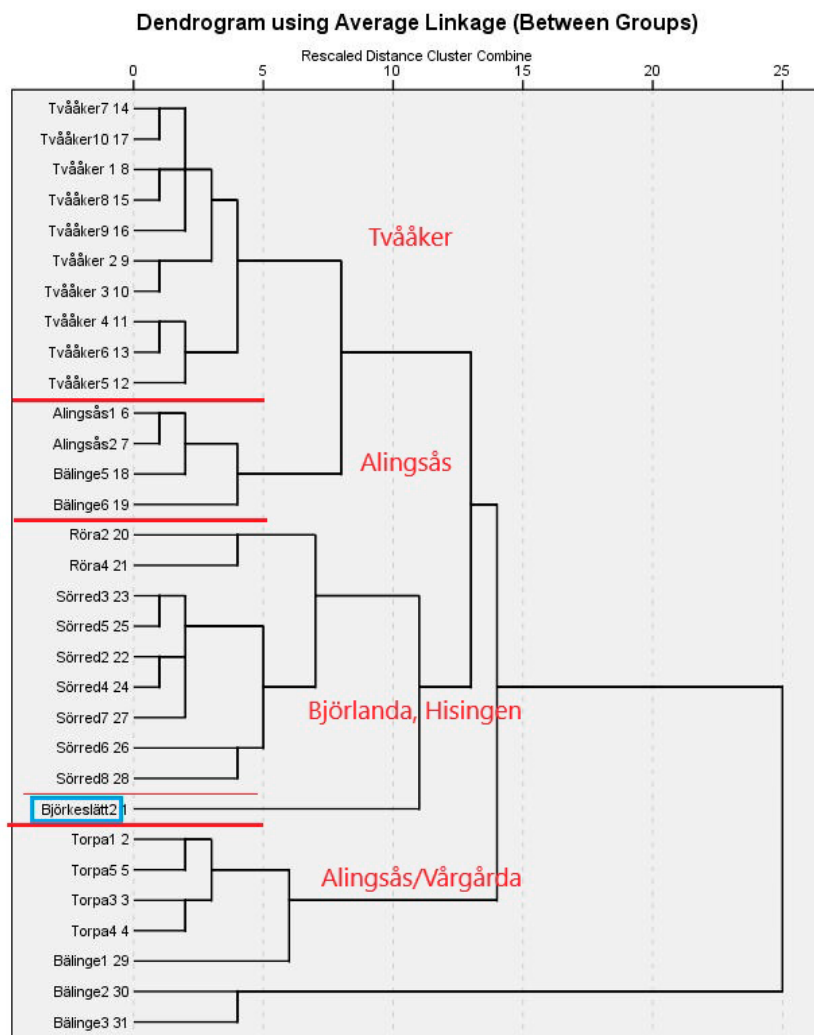 Dendrogram using Average Linkage (Between Groups)
Rescaled Distance Cluster Combine
0 5 10 15 20 25
Tvååker7 14
Tvååker10 17
Tvååker 1 8
Tvååker8 15
Tvååker9 16
Tvååker
Tvååker 2 9
Tvååker 3 10
Tvååker 4 11
Tvååker6 13
Tvååker5 12
Alingsås1 6
Alingsås2 7
Alingsås
Bälinge5 18
Bälinge6 19
Röra2 20
Röra4 21
Sörred3 23
Sörred5 25
Sörred2 22
Sörred4 24
Björlanda, Hisingen
Sörred7 27
Sörred6 26
Sörred8 28
Björkeslätt2 1
Torpa1 2
Torpa5 5
Alingsås/Vårgårda
Torpa3 3
Torpa4 4
Bälinge1 29
Bälinge2 30
Bälinge3 31